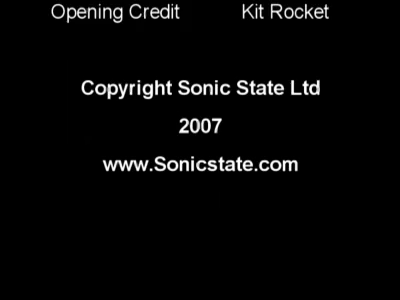 Opening Credit Kit Rocket
Copyright Sonic State Ltd
2007
www.Sonicstate.com